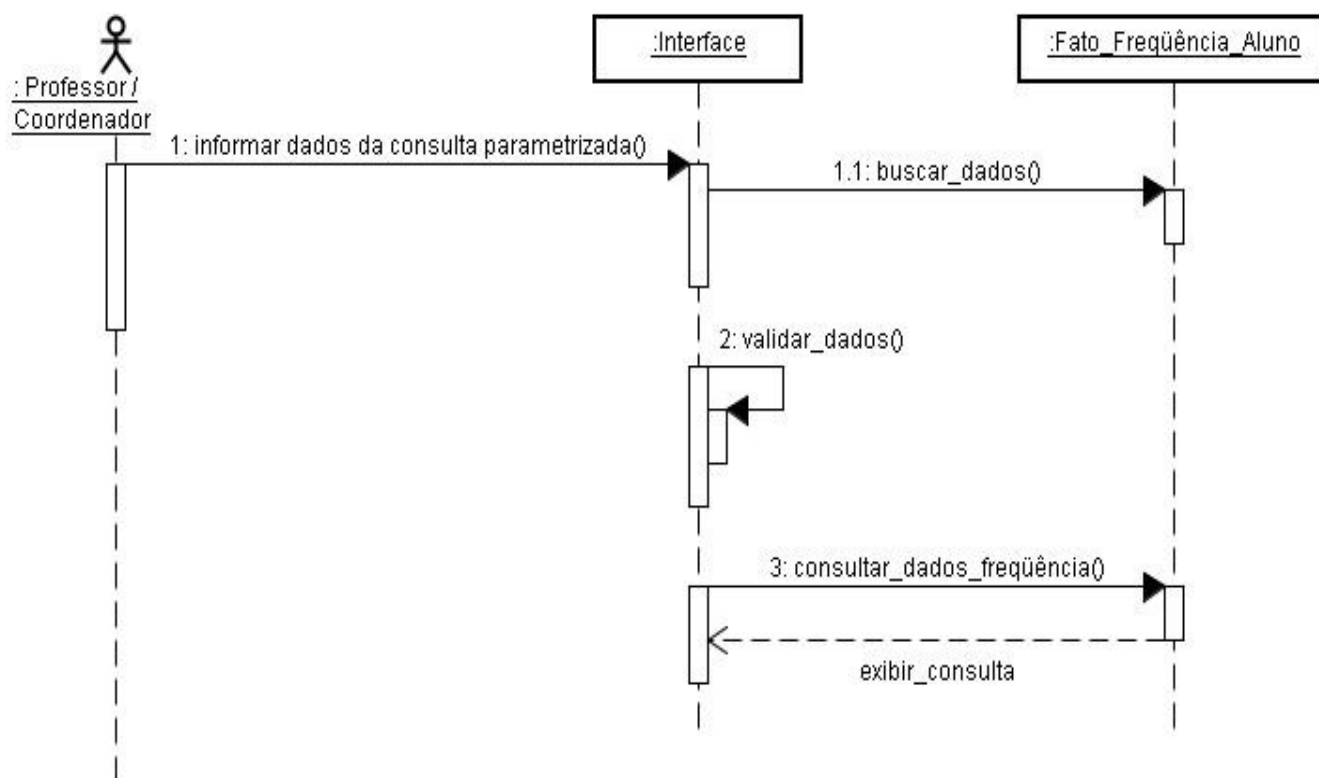 :Interface
:Fato_Freqüência_Aluno
: Professor /
Coordenador
1: informar dados da consulta parametrizada()
1.1: buscar_dados()
2: validar_dados()
3: consultar_dados_freqüência()
exibir_consulta